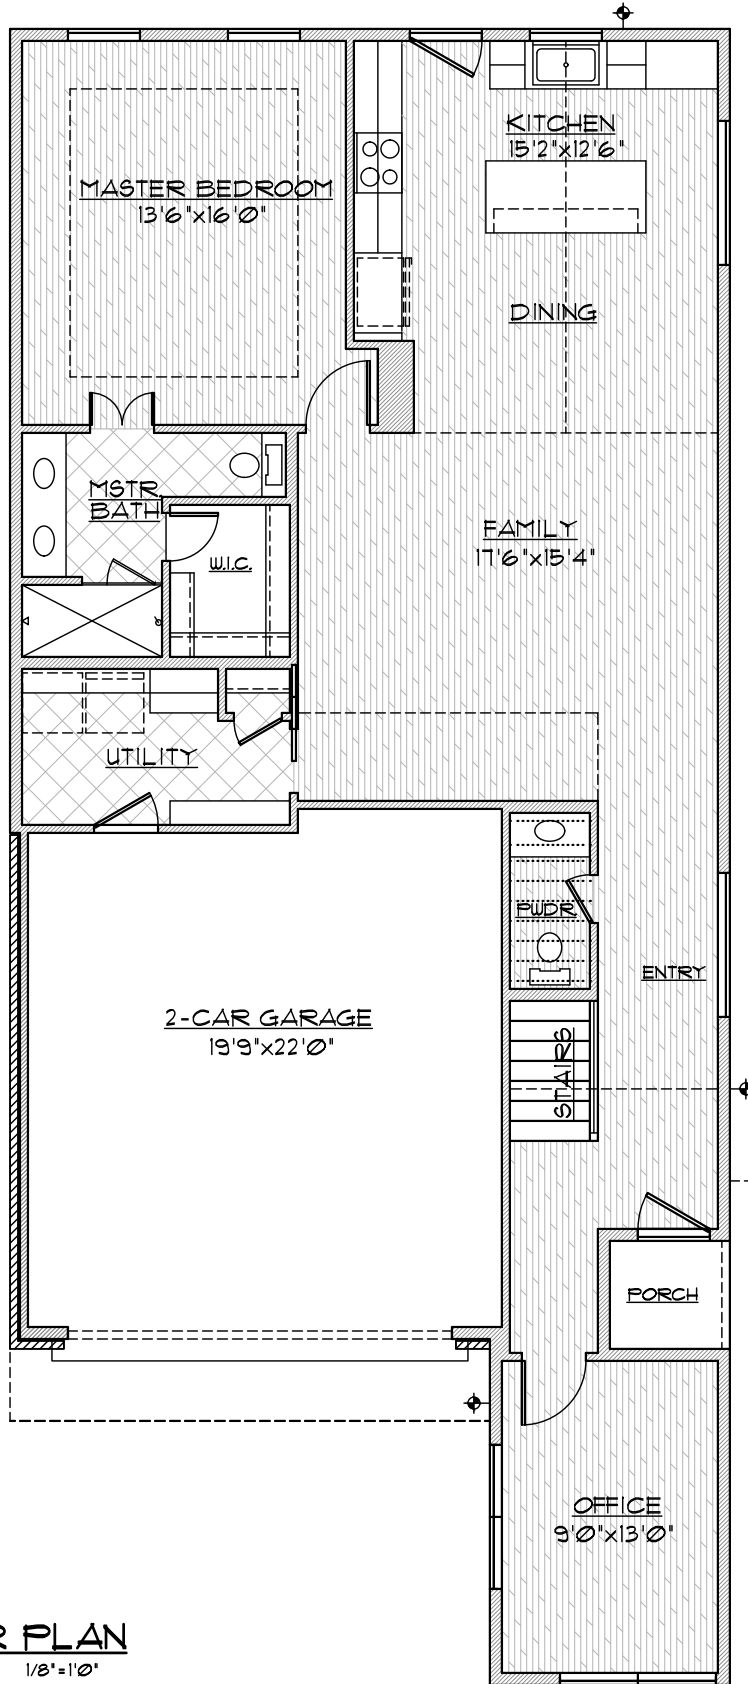 KITCHEN
15'2"x12'6"
MASTER BEDROOM
13'6"x16'0"
DINING
MSTR.
BATH
FAMILY
17'6"x15'4"
W.I.C.
UTILITY
PWDR.
ENTRY
2-CAR GARAGE
19'9"x22'0"
STAIRS
PORCH
OFFICE
9'0"x13'0"
R PLAN
1/8"=1'0"